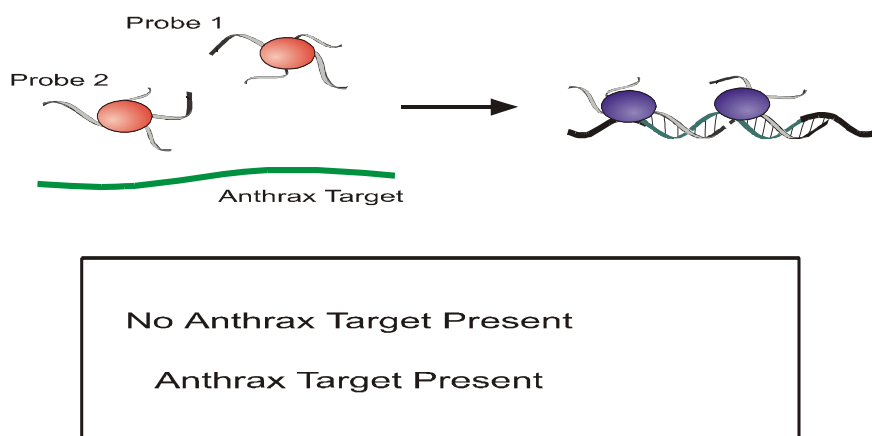 Probe 1
Probe 2
Anthrax Target
No Anthrax Target Present
Anthrax Target Present